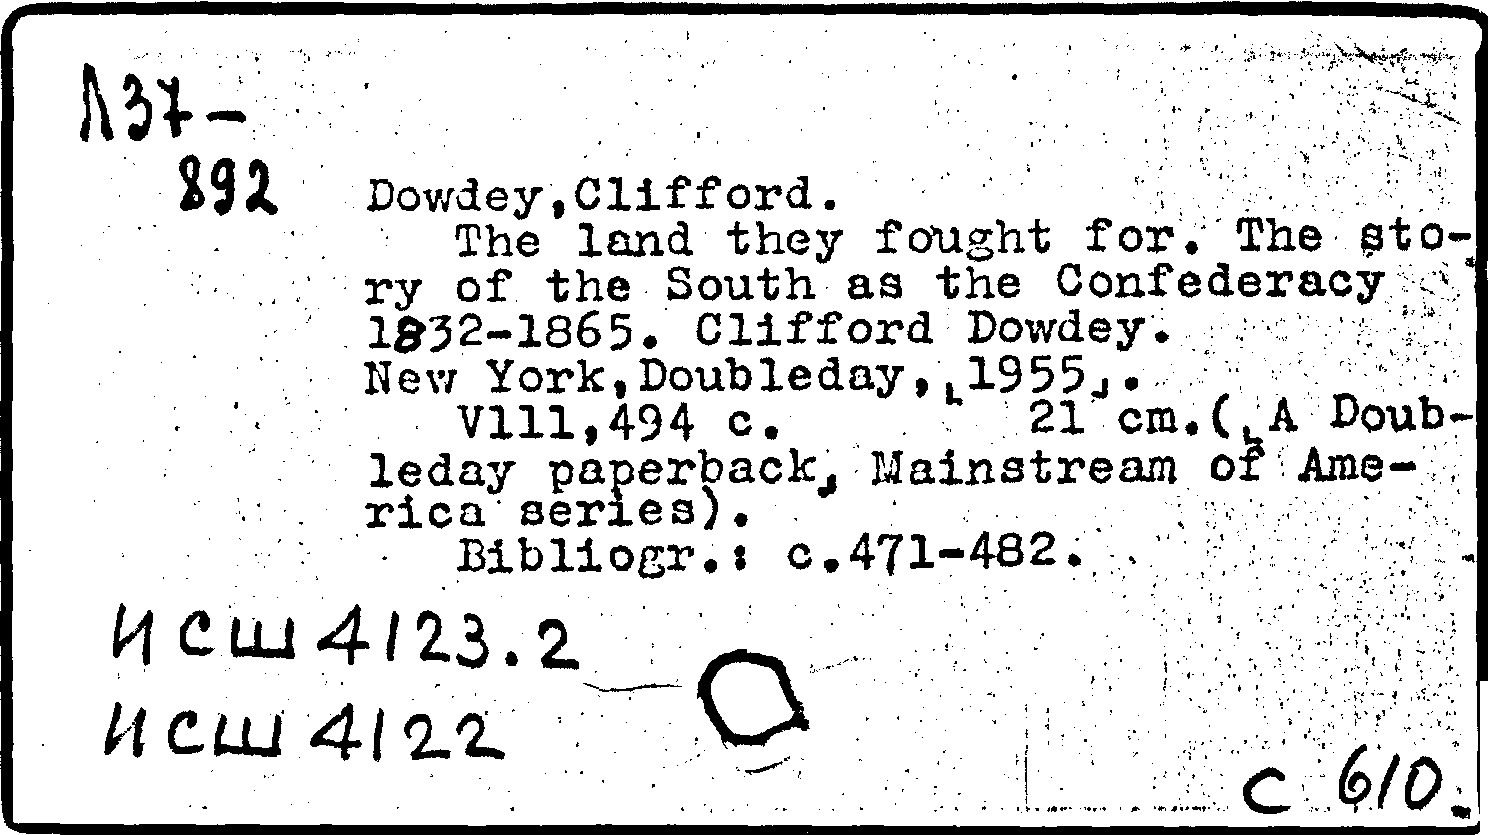 Л37-
892
Dowdey,Clifford.
The land they fought for. The sto-
ry of the South as the Confederacy
1832-1865. Clifford Dowdey.
New York,Doubleday,[1955].
V111,494 c. 21 cm.([A Doub-
leday paperback] Mainstream of Ame-
rica series).
Bibliogr.: c.471-482.
ИСШ 4123.2
ИСШ 4122
с 610.